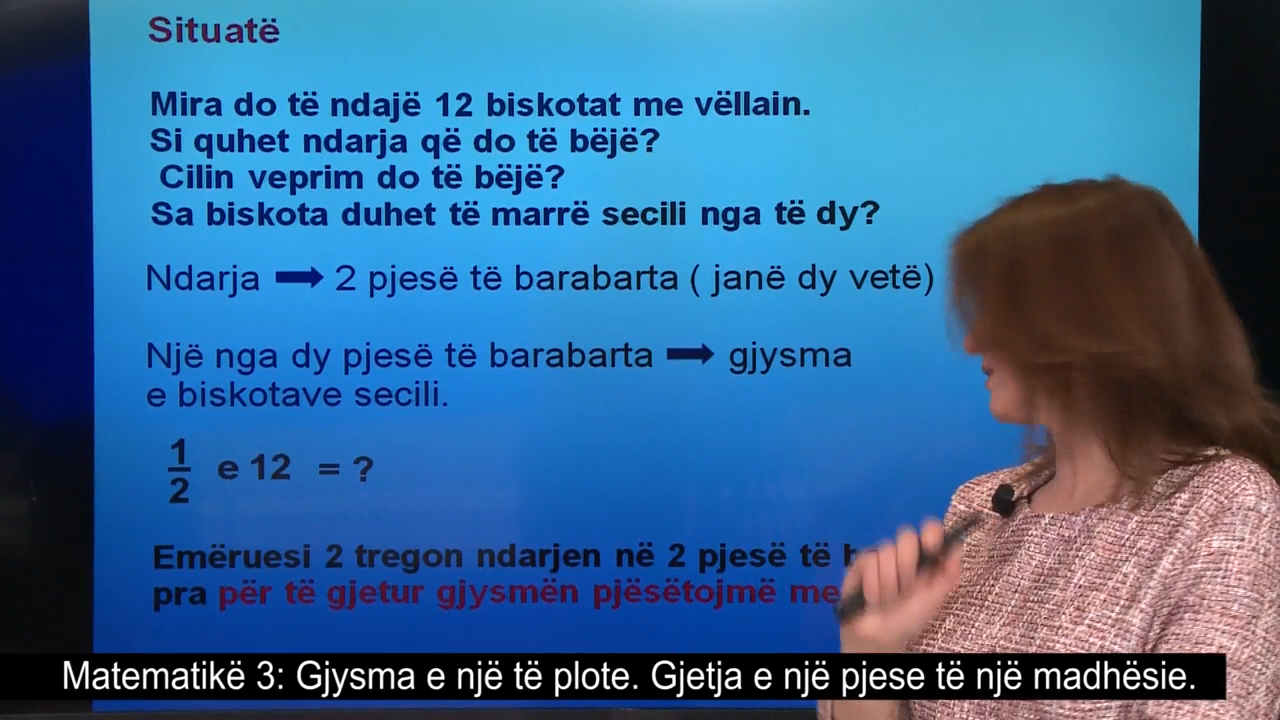 Situatë
Mira do të ndajë 12 biskotat me vëllain.
Si quhet ndarja që do të bëjë?
Cilin veprim do të bëjë?
Sa biskota duhet të marrë secili nga të dy?
Ndarja ➡ 2 pjesë të barabarta ( janë dy vetë)
Një nga dy pjesë të barabarta ➡ gjysma
e biskotave secili.
1
2 e 12 = ?
Emëruesi 2 tregon ndarjen në 2 pjesë të
pra për të gjetur gjysmën pjësëtojmë me
Matematikë 3: Gjysma e një të plote. Gjetja e një pjese të një madhësie.